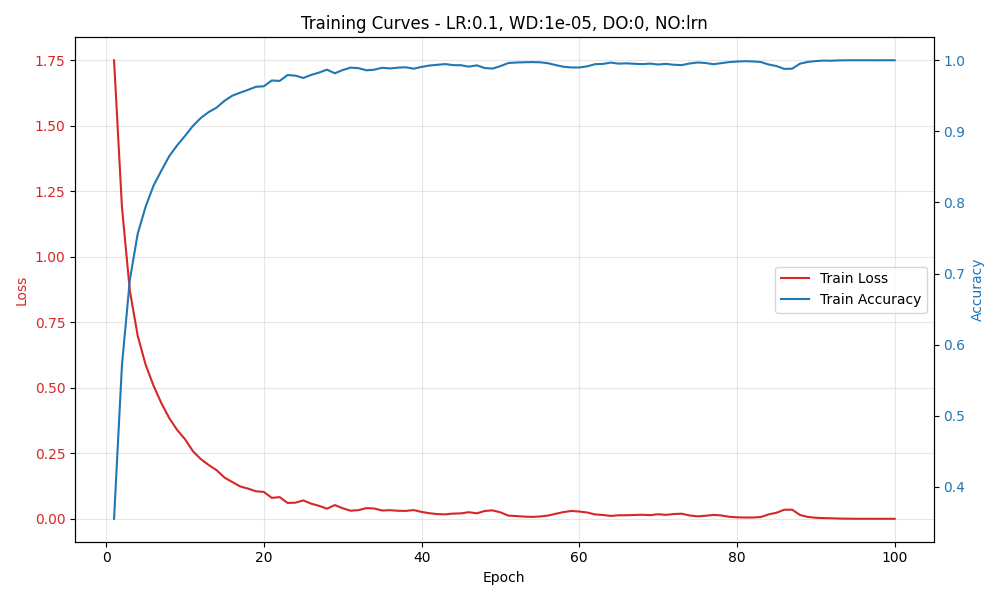 Training Curves - LR:0.1, WD:1e-05, DO:0, NO:lrn
1.75
1.50
1.25
1.00
0.75
0.50
0.25
0.00
Loss
1.0
0.9
0.8
0.7
0.6
0.5
0.4
Accuracy
Train Loss
Train Accuracy
0 20 40 60 80 100
Epoch